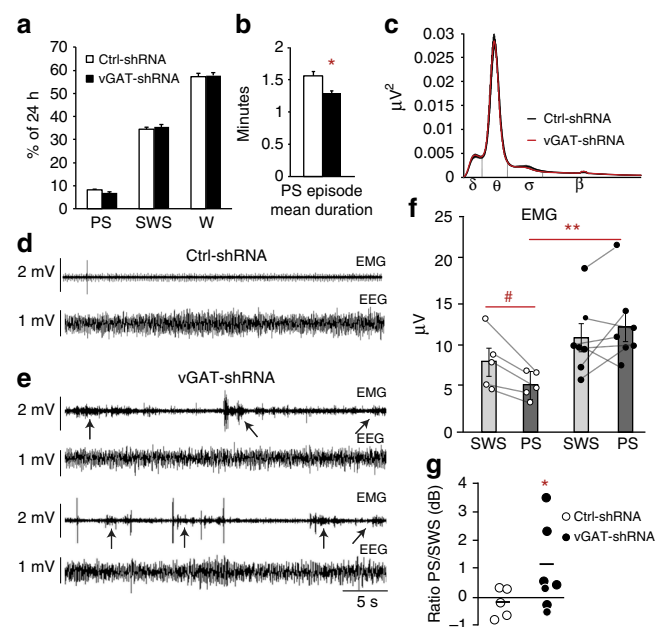 a
70
60
50
40
30
20
10
0
% of 24 h
Ctrl-shRNA
vGAT-shRNA
PS
SWS
W
b
2
1.5
1
0.5
0
Minutes
*
PS episode
mean duration
c
0.03
0.025
0.02
0.015
0.01
0.005
0
μV²
Ctrl-shRNA
vGAT-shRNA
δ
θ
σ
β
d
Ctrl-shRNA
2 mV
EMG
1 mV
EEG
e
vGAT-shRNA
2 mV
EMG
1 mV
EEG
2 mV
EMG
1 mV
EEG
5 s
f
EMG
25
20
15
10
5
0
μV
#
**
SWS
PS
SWS
PS
g
4
3
2
1
0
–1
Ratio PS/SWS (dB)
*
Ctrl-shRNA
vGAT-shRNA